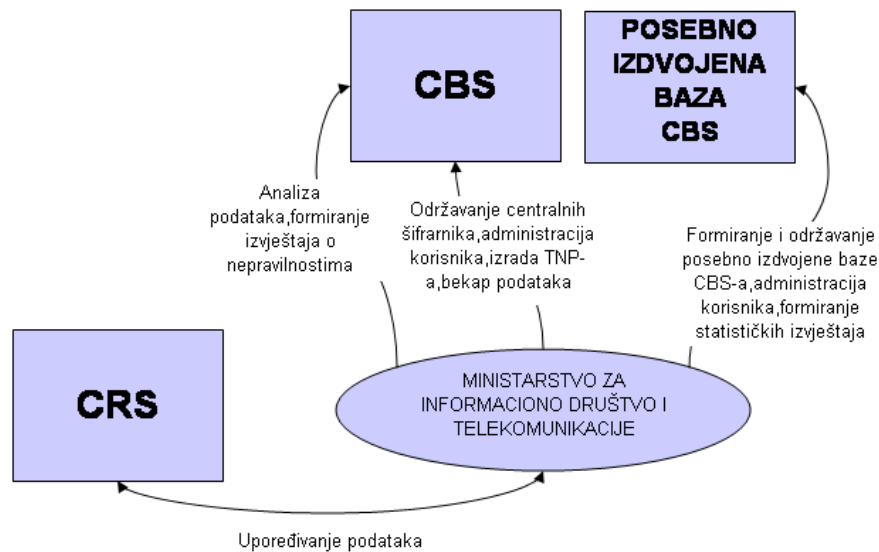 CBS
POSEBNO
IZDVOJENA
BAZA
CBS
Analiza
podataka,formiranje
izvještaja o
nepravilnostima
Održavanje centralnih
šifrarnika,administracija
korisnika,izrada TNP-
a,bekap podataka
Formiranje i održavanje
posebno izdvojene baze
CBS-a,administracija
korisnika,formiranje
statističkih izvještaja
CRS
MINISTARSTVO ZA
INFORMACIONO DRUŠTVO I
TELEKOMUNIKACIJE
Upoređivanje podataka